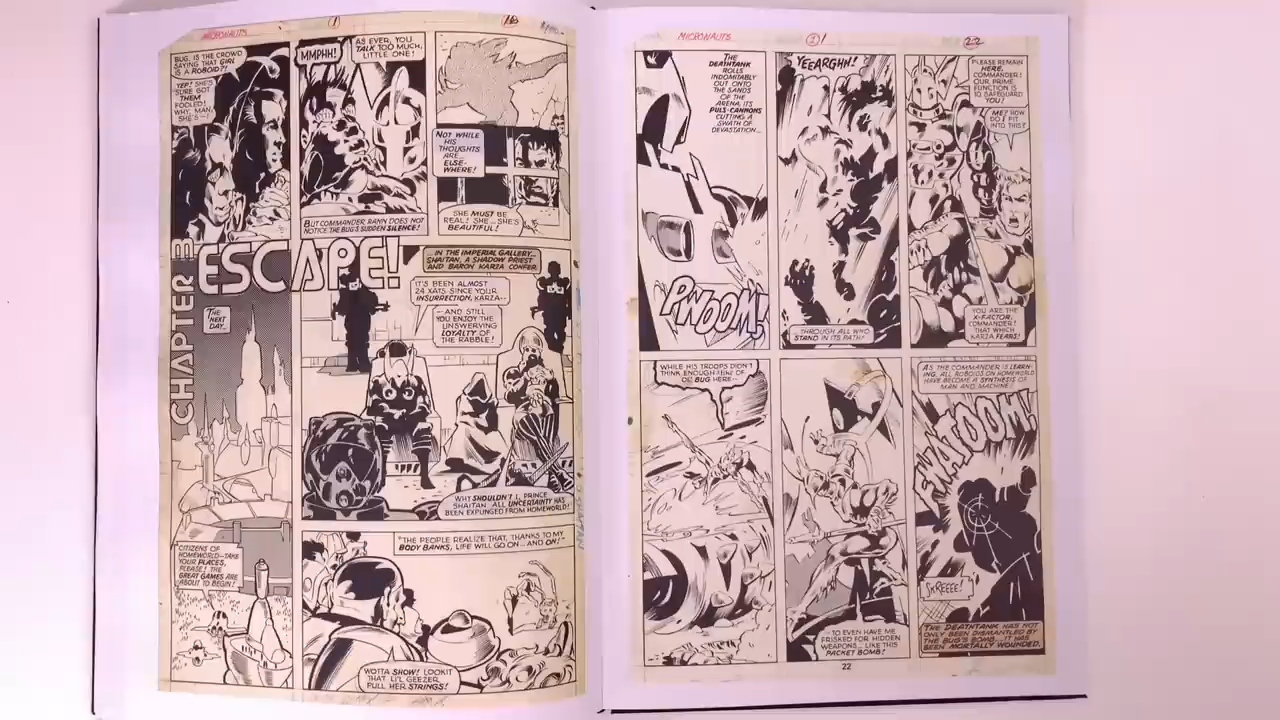 MICRONAUTS
1
BUG, IS THE CROWD
SAYING THAT GIRL
IS A ROBOID?!
YEP! SHE'S
SURE GOT
THEM
FOOLED!
WHY, MAN,
SHE'S--!
MMPHH!
AS EVER, YOU
TALK TOO MUCH,
LITTLE ONE!
BUT COMMANDER RANN DOES NOT
NOTICE THE BUG'S SUDDEN SILENCE!
NOT WHILE
HIS
THOUGHTS
ARE...
ELSE-
WHERE!
SHE MUST BE
REAL! SHE... SHE'S
BEAUTIFUL!
CHAPTER III
ESCAPE!
THE
NEXT
DAY...
...IN THE IMPERIAL GALLERY...
SHAITAN, A SHADOW PRIEST
AND BARON KARZA CONFER.
IT'S BEEN ALMOST
24 XATS SINCE YOUR
INSURRECTION, KARZA--
--AND STILL
YOU ENJOY THE
UNSWERVING
LOYALTY OF
THE RABBLE!
WHY SHOULDN'T I, PRINCE
SHAITAN. ALL UNCERTAINTY HAS
BEEN EXPUNGED FROM HOMEWORLD!
CITIZENS OF
HOMEWORLD--TAKE
YOUR PLACES,
PLEASE! THE
GREAT GAMES ARE
ABOUT TO BEGIN!
"THE PEOPLE REALIZE THAT, THANKS TO MY
BODY BANKS, LIFE WILL GO ON... AND ON!"
WOTTA SHOW! LOOKIT
THAT LI'L GEEZER
PULL HER STRINGS!
MICRONAUTS
1
22
THE
DEATHTANK
ROLLS
INDOMITABLY
OUT ONTO
THE SANDS
OF THE
ARENA, ITS
PULS-CANNONS
CUTTING A
SWATH OF
DEVASTATION...
PWOOM!
YEEARGHH!
...THROUGH ALL WHO
STAND IN ITS PATH!
PLEASE REMAIN
HERE,
COMMANDER!
OUR PRIME
FUNCTION IS
TO SAFEGUARD
YOU!
ME? HOW
DO I FIT
INTO THIS?
YOU ARE THE
X-FACTOR,
COMMANDER!
THAT WHICH
KARZA FEARS!
WHILE HIS TROOPS DIDN'T
THINK ENOUGH OF
OL' BUG HERE--
--TO EVEN HAVE ME
FRISKED FOR HIDDEN
WEAPONS... LIKE THIS
PACKET BOMB!
AS THE COMMANDER IS LEARN-
ING, ALL ROBOIDS ON HOMEWORLD
HAVE BECOME A SYNTHESIS OF
MAN AND MACHINE!
SKREEEE!
THE DEATHTANK HAS NOT
ONLY BEEN DISMANTLED BY
THE BUG'S BOMB... IT HAS
BEEN MORTALLY WOUNDED.
22